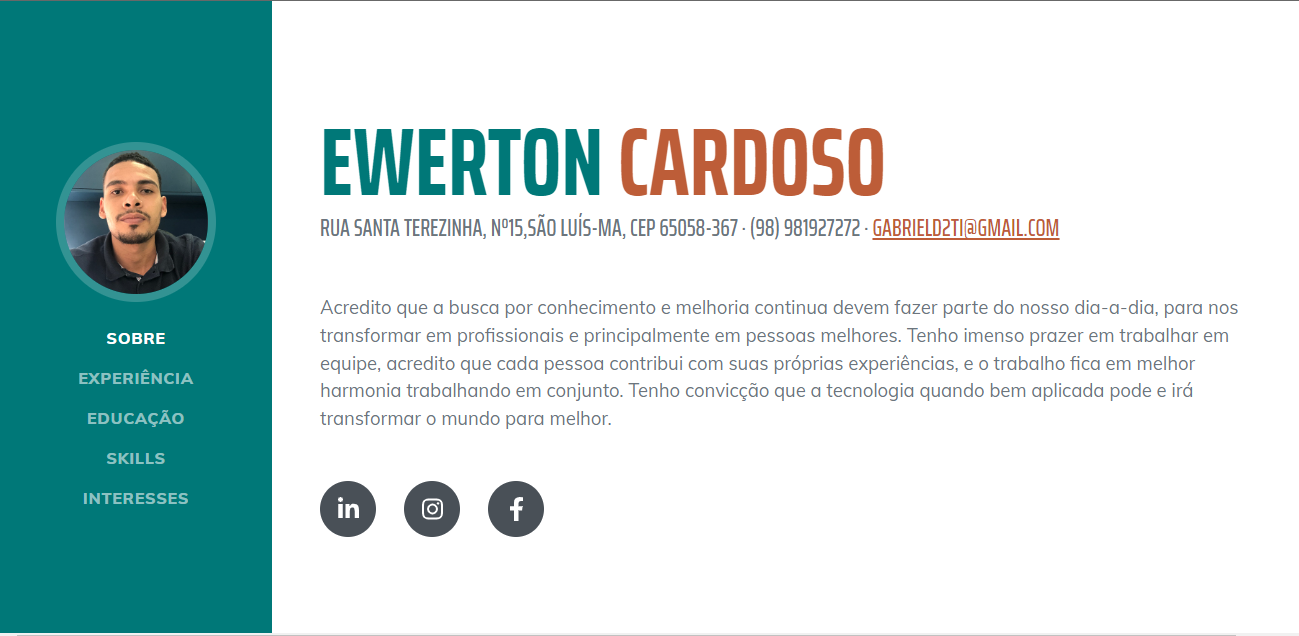 SOBRE
EXPERIÊNCIA
EDUCAÇÃO
SKILLS
INTERESSES
EWERTON CARDOSO
RUA SANTA TEREZINHA, Nº15,SÃO LUÍS-MA, CEP 65058-367 · (98) 981927272 · GABRIELD2TI@GMAIL.COM
Acredito que a busca por conhecimento e melhoria continua devem fazer parte do nosso dia-a-dia, para nos
transformar em profissionais e principalmente em pessoas melhores. Tenho imenso prazer em trabalhar em
equipe, acredito que cada pessoa contribui com suas próprias experiências, e o trabalho fica em melhor
harmonia trabalhando em conjunto. Tenho convicção que a tecnologia quando bem aplicada pode e irá
transformar o mundo para melhor.
in
f